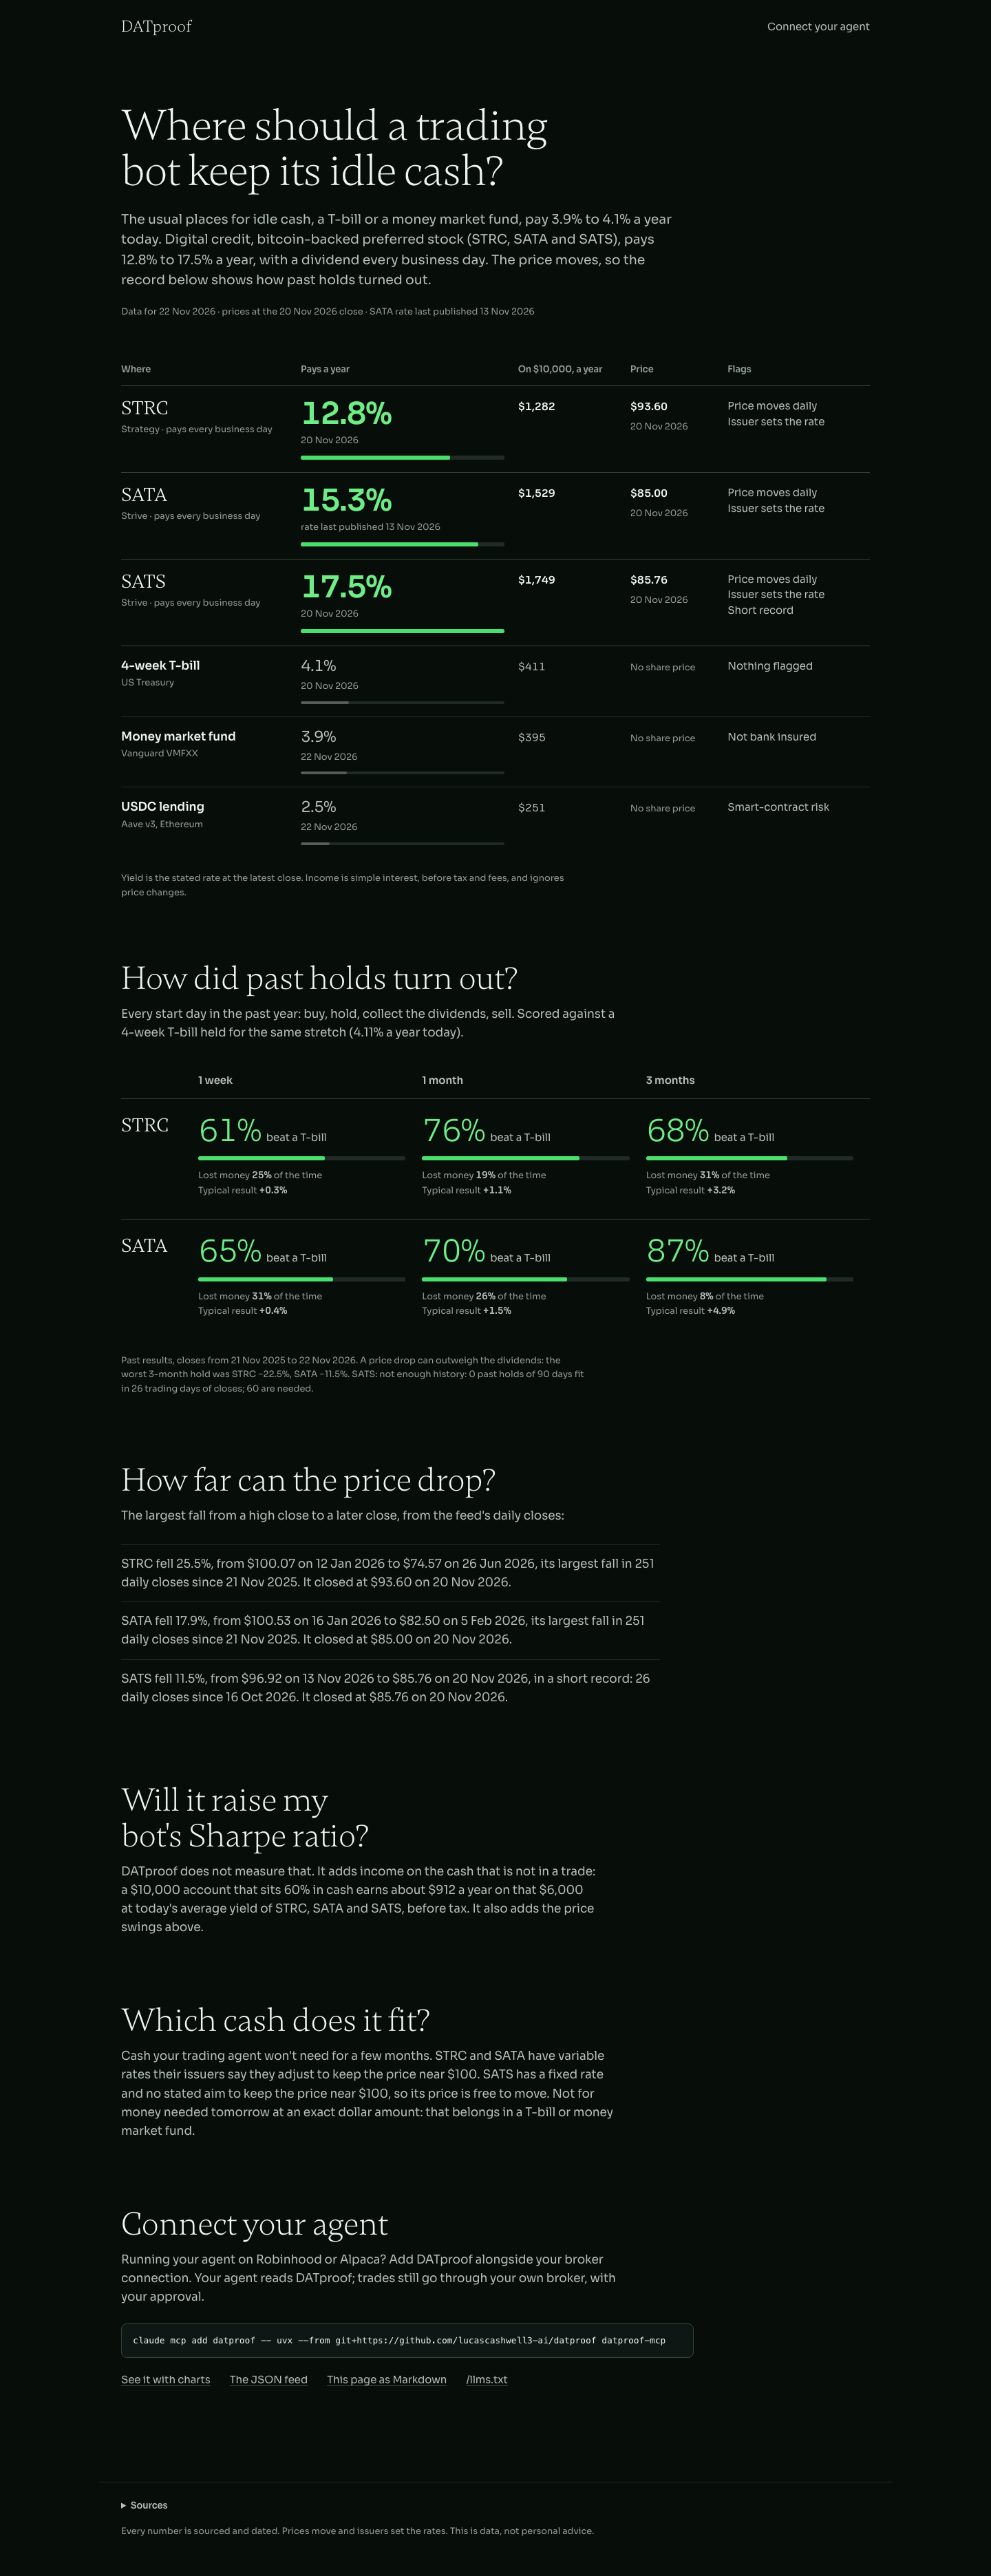 DATproof
Connect your agent
Where should a trading
bot keep its idle cash?
The usual places for idle cash, a T-bill or a money market fund, pay 3.9% to 4.1% a year
today. Digital credit, bitcoin-backed preferred stock (STRC, SATA and SATS), pays
12.8% to 17.5% a year, with a dividend every business day. The price moves, so the
record below shows how past holds turned out.
Data for 22 Nov 2026 · prices at the 20 Nov 2026 close · SATA rate last published 13 Nov 2026
Where
Pays a year
On $10,000, a year
Price
Flags
STRC
Strategy · pays every business day
12.8%
20 Nov 2026
$1,282
$93.60
20 Nov 2026
Price moves daily
Issuer sets the rate
SATA
Strive · pays every business day
15.3%
rate last published 13 Nov 2026
$1,529
$85.00
20 Nov 2026
Price moves daily
Issuer sets the rate
SATS
Strive · pays every business day
17.5%
20 Nov 2026
$1,749
$85.76
20 Nov 2026
Price moves daily
Issuer sets the rate
Short record
4-week T-bill
US Treasury
4.1%
20 Nov 2026
$411
No share price
Nothing flagged
Money market fund
Vanguard VMFXX
3.9%
22 Nov 2026
$395
No share price
Not bank insured
USDC lending
Aave v3, Ethereum
2.5%
22 Nov 2026
$251
No share price
Smart-contract risk
Yield is the stated rate at the latest close. Income is simple interest, before tax and fees, and ignores
price changes.
How did past holds turn out?
Every start day in the past year: buy, hold, collect the dividends, sell. Scored against a
4-week T-bill held for the same stretch (4.11% a year today).
1 week
1 month
3 months
STRC
61% beat a T-bill
Lost money 25% of the time
Typical result +0.3%
76% beat a T-bill
Lost money 19% of the time
Typical result +1.1%
68% beat a T-bill
Lost money 31% of the time
Typical result +3.2%
SATA
65% beat a T-bill
Lost money 31% of the time
Typical result +0.4%
70% beat a T-bill
Lost money 26% of the time
Typical result +1.5%
87% beat a T-bill
Lost money 8% of the time
Typical result +4.9%
Past results, closes from 21 Nov 2025 to 22 Nov 2026. A price drop can outweigh the dividends: the
worst 3-month hold was STRC −22.5%, SATA −11.5%. SATS: not enough history: 0 past holds of 90 days fit
in 26 trading days of closes; 60 are needed.
How far can the price drop?
The largest fall from a high close to a later close, from the feed's daily closes:
STRC fell 25.5%, from $100.07 on 12 Jan 2026 to $74.57 on 26 Jun 2026, its largest fall in 251
daily closes since 21 Nov 2025. It closed at $93.60 on 20 Nov 2026.
SATA fell 17.9%, from $100.53 on 16 Jan 2026 to $82.50 on 5 Feb 2026, its largest fall in 251
daily closes since 21 Nov 2025. It closed at $85.00 on 20 Nov 2026.
SATS fell 11.5%, from $96.92 on 13 Nov 2026 to $85.76 on 20 Nov 2026, in a short record: 26
daily closes since 16 Oct 2026. It closed at $85.76 on 20 Nov 2026.
Will it raise my
bot's Sharpe ratio?
DATproof does not measure that. It adds income on the cash that is not in a trade:
a $10,000 account that sits 60% in cash earns about $912 a year on that $6,000
at today's average yield of STRC, SATA and SATS, before tax. It also adds the price
swings above.
Which cash does it fit?
Cash your trading agent won't need for a few months. STRC and SATA have variable
rates their issuers say they adjust to keep the price near $100. SATS has a fixed rate
and no stated aim to keep the price near $100, so its price is free to move. Not for
money needed tomorrow at an exact dollar amount: that belongs in a T-bill or money
market fund.
Connect your agent
Running your agent on Robinhood or Alpaca? Add DATproof alongside your broker
connection. Your agent reads DATproof; trades still go through your own broker, with
your approval.
claude mcp add datproof -- uvx --from git+https://github.com/lucascashwell3-ai/datproof datproof-mcp
See it with charts
The JSON feed
This page as Markdown
/llms.txt
Sources
Every number is sourced and dated. Prices move and issuers set the rates. This is data, not personal advice.